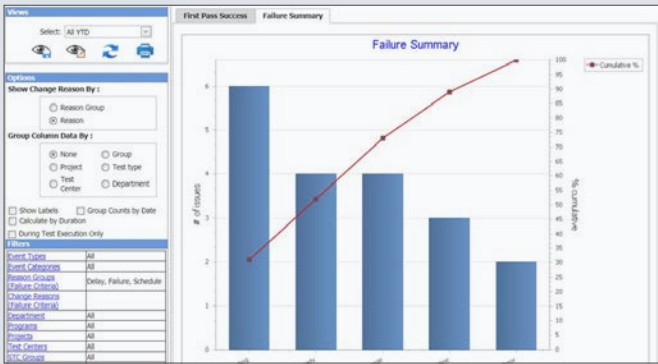 Views
Select: All YTD
Options
Show Change Reason By :
Reason Group
Reason
Group Column Data By :
None Group
Project Test type
Test Center Department
Show Labels Group Counts by Date
Calculate by Duration
During Test Execution Only
Filters
Event Types All
Event Categories All
Reason Groups (Failure Criteria) Delay, Failure, Schedule
Change Reasons (Failure Criteria)
Department All
Programs All
Projects All
Test Centers All
STC Groups All
First Pass Success Failure Summary
Failure Summary
# of issues
6
5
4
3
2
1
0
% cumulative
100
95
90
85
80
75
70
65
60
55
50
45
40
35
30
25
20
15
10
5
0
Cumulative %